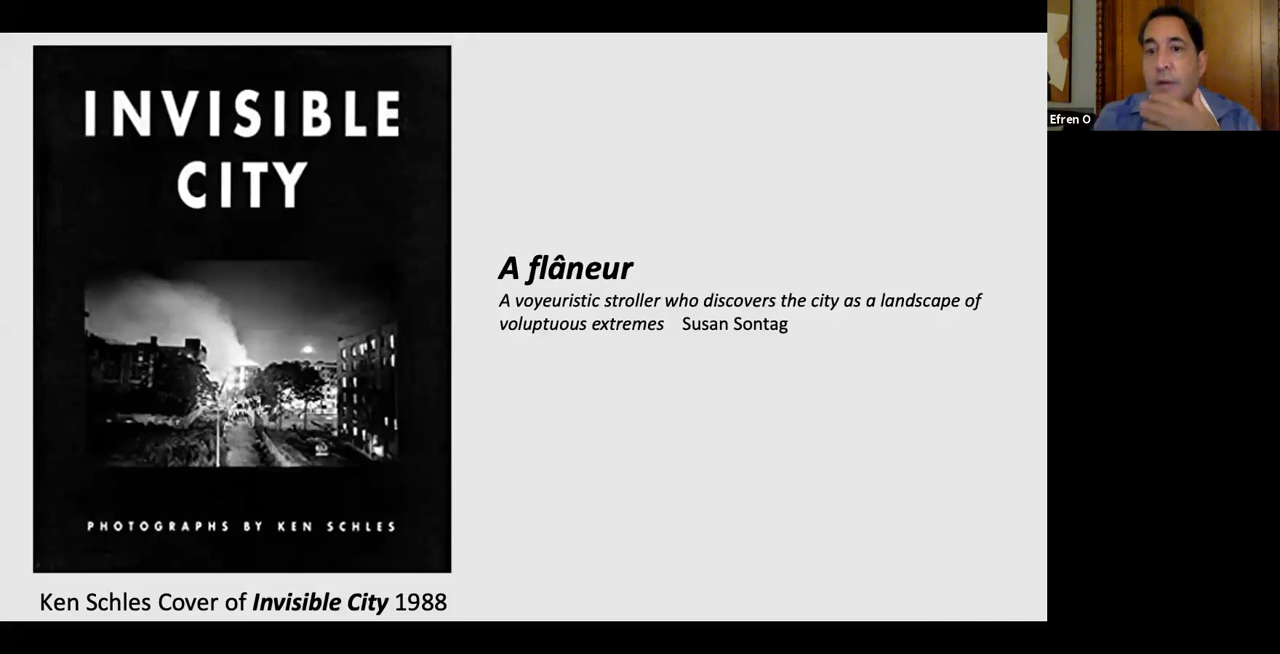 INVISIBLE
CITY
PHOTOGRAPHS BY KEN SCHLES
Ken Schles Cover of Invisible City 1988
A flâneur
A voyeuristic stroller who discovers the city as a landscape of
voluptuous extremes Susan Sontag
Efren O